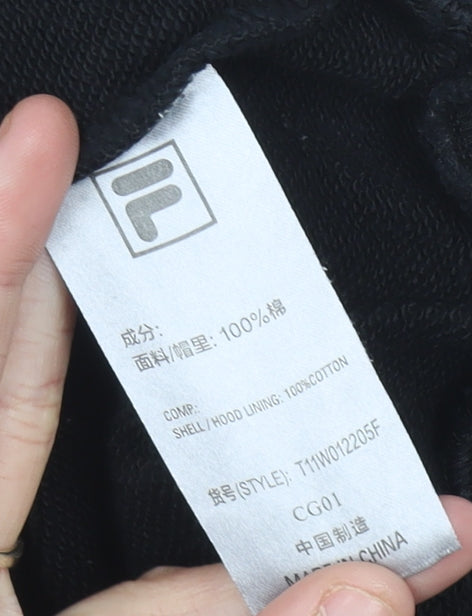 F
成分:
面料/帽里: 100%棉
COMP.:
SHELL / HOOD LINING: 100%COTTON
货号(STYLE): T11W012205F
CG01
中国制造
MADE IN CHINA